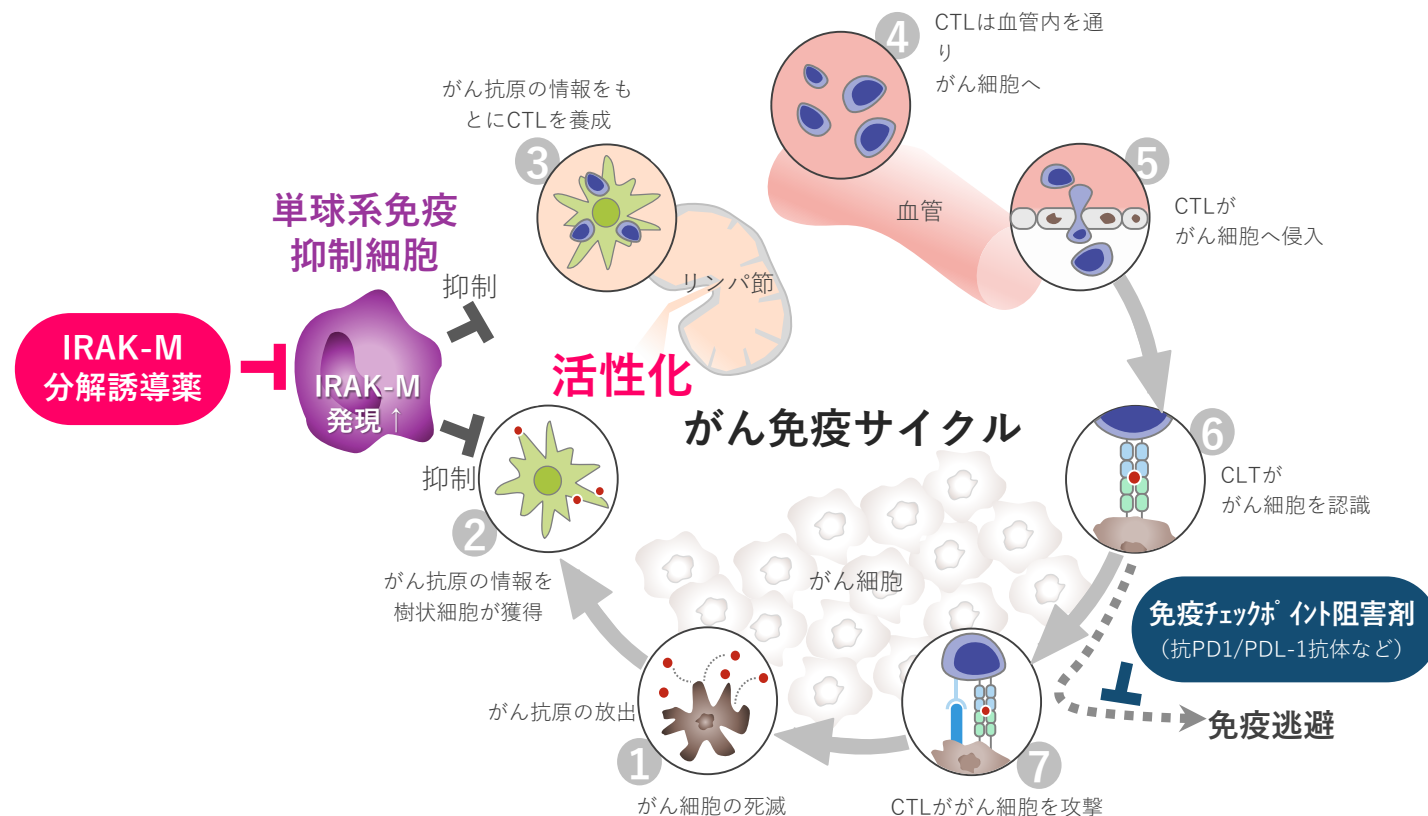 4
CTLは血管内を通
り
がん細胞へ
がん抗原の情報をも
とにCTLを養成
3
5
CTLが
がん細胞へ侵入
血管
単球系免疫
抑制細胞
抑制
リンパ節
IRAK-M
分解誘導薬
IRAK-M
発現↑
活性化
がん免疫サイクル
抑制
6
CLTが
がん細胞を認識
2
がん抗原の情報を
樹状細胞が獲得
がん細胞
免疫ﾁｪｯｸﾎﾟｲﾝﾄ阻害剤
（抗PD1/PDL-1抗体など）
免疫逃避
がん抗原の放出
1
がん細胞の死滅
7
CTLががん細胞を攻撃